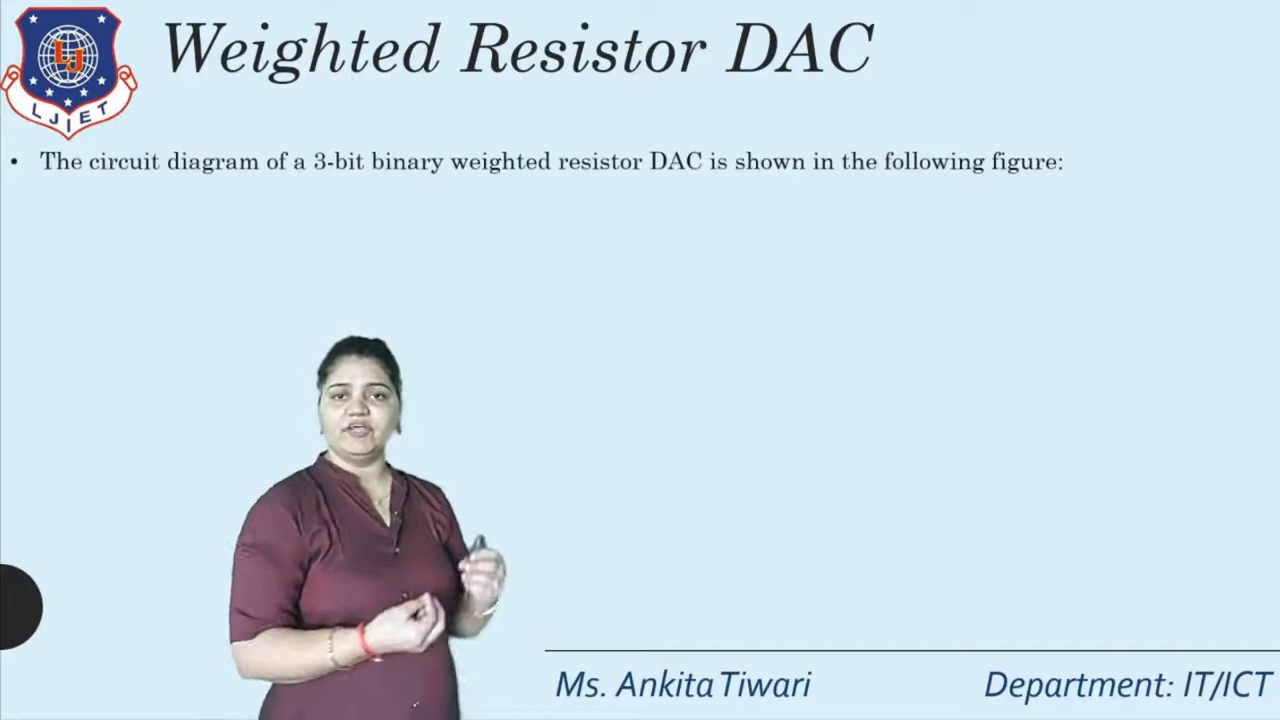 Weighted Resistor DAC
LJ
LJIET
• The circuit diagram of a 3-bit binary weighted resistor DAC is shown in the following figure:
Ms. Ankita Tiwari Department: IT/ICT